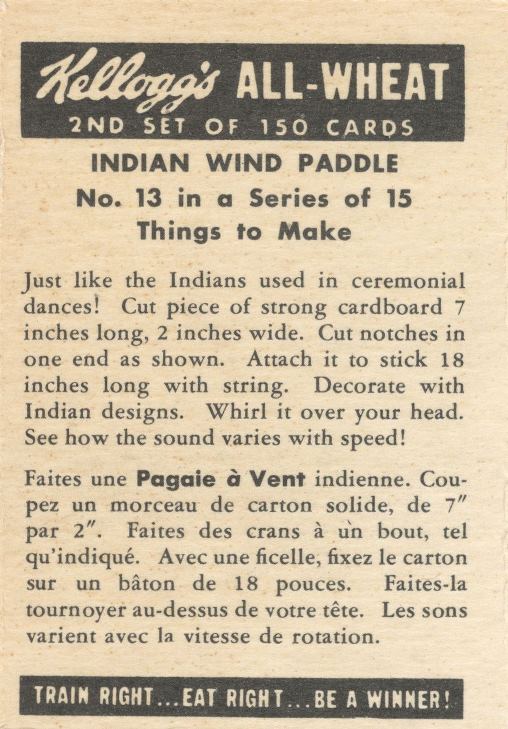 Kellogg's ALL-WHEAT
2ND SET OF 150 CARDS
INDIAN WIND PADDLE
No. 13 in a Series of 15
Things to Make
Just like the Indians used in ceremonial
dances! Cut piece of strong cardboard 7
inches long, 2 inches wide. Cut notches in
one end as shown. Attach it to stick 18
inches long with string. Decorate with
Indian designs. Whirl it over your head.
See how the sound varies with speed!
Faites une Pagaie à Vent indienne. Cou-
pez un morceau de carton solide, de 7"
par 2". Faites des crans à un bout, tel
qu'indiqué. Avec une ficelle, fixez le carton
sur un bâton de 18 pouces. Faites-la
tournoyer au-dessus de votre tête. Les sons
varient avec la vitesse de rotation.
TRAIN RIGHT...EAT RIGHT...BE A WINNER!